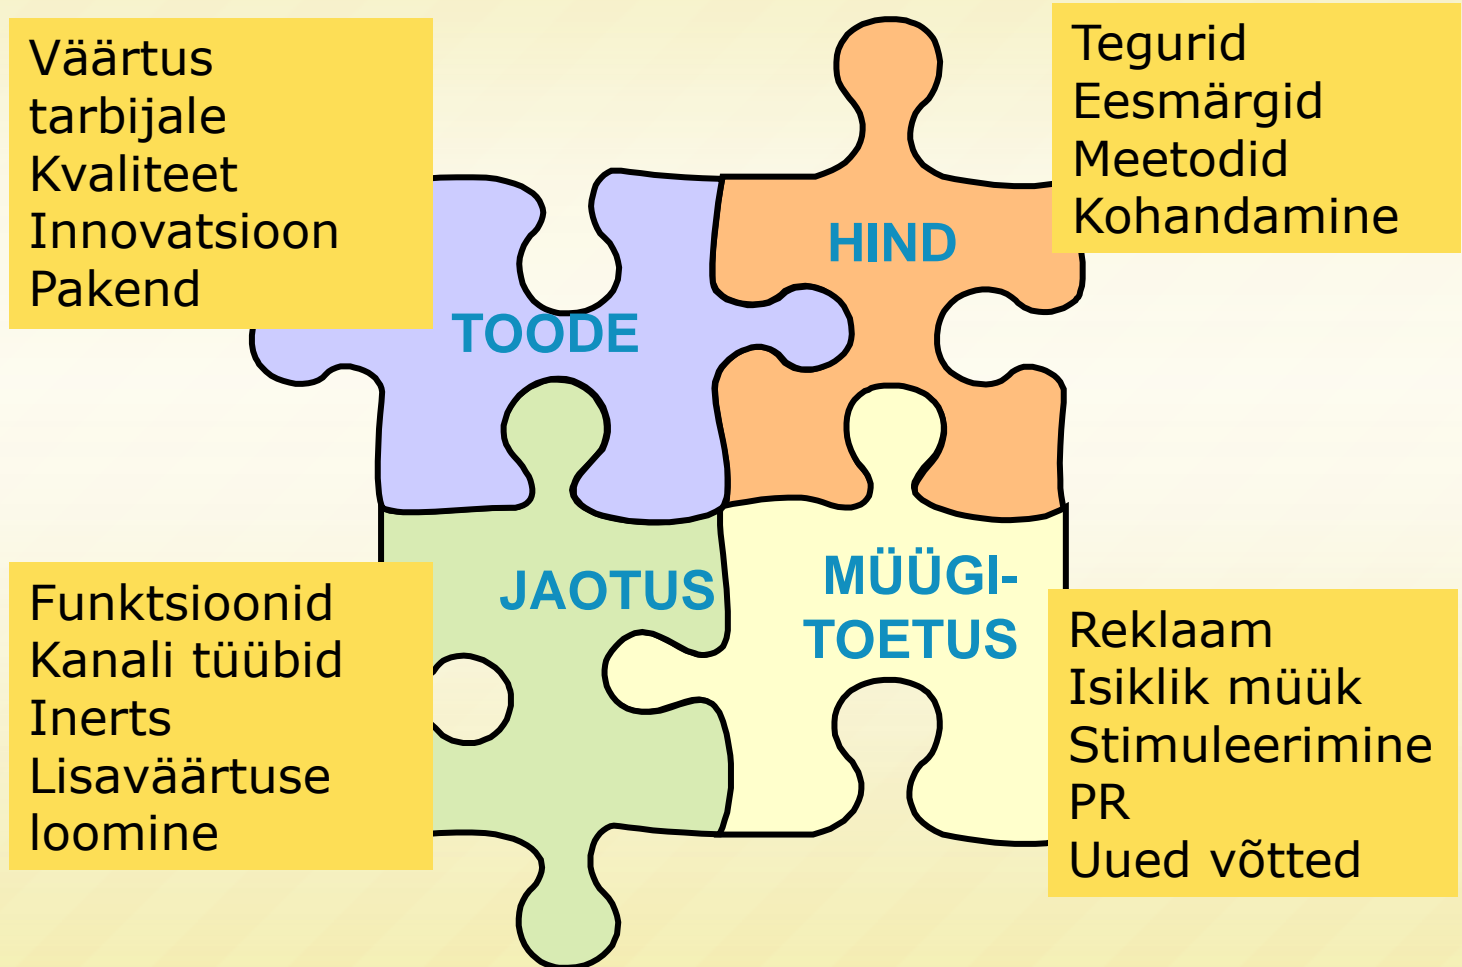 Väärtus
tarbijale
Kvaliteet
Innovatsioon
Pakend
Tegurid
Eesmärgid
Meetodid
Kohandamine
HIND
TOODE
JAOTUS
MÜÜGI-
TOETUS
Funktsioonid
Kanali tüübid
Inerts
Lisaväärtuse
loomine
Reklaam
Isiklik müük
Stimuleerimine
PR
Uued võtted